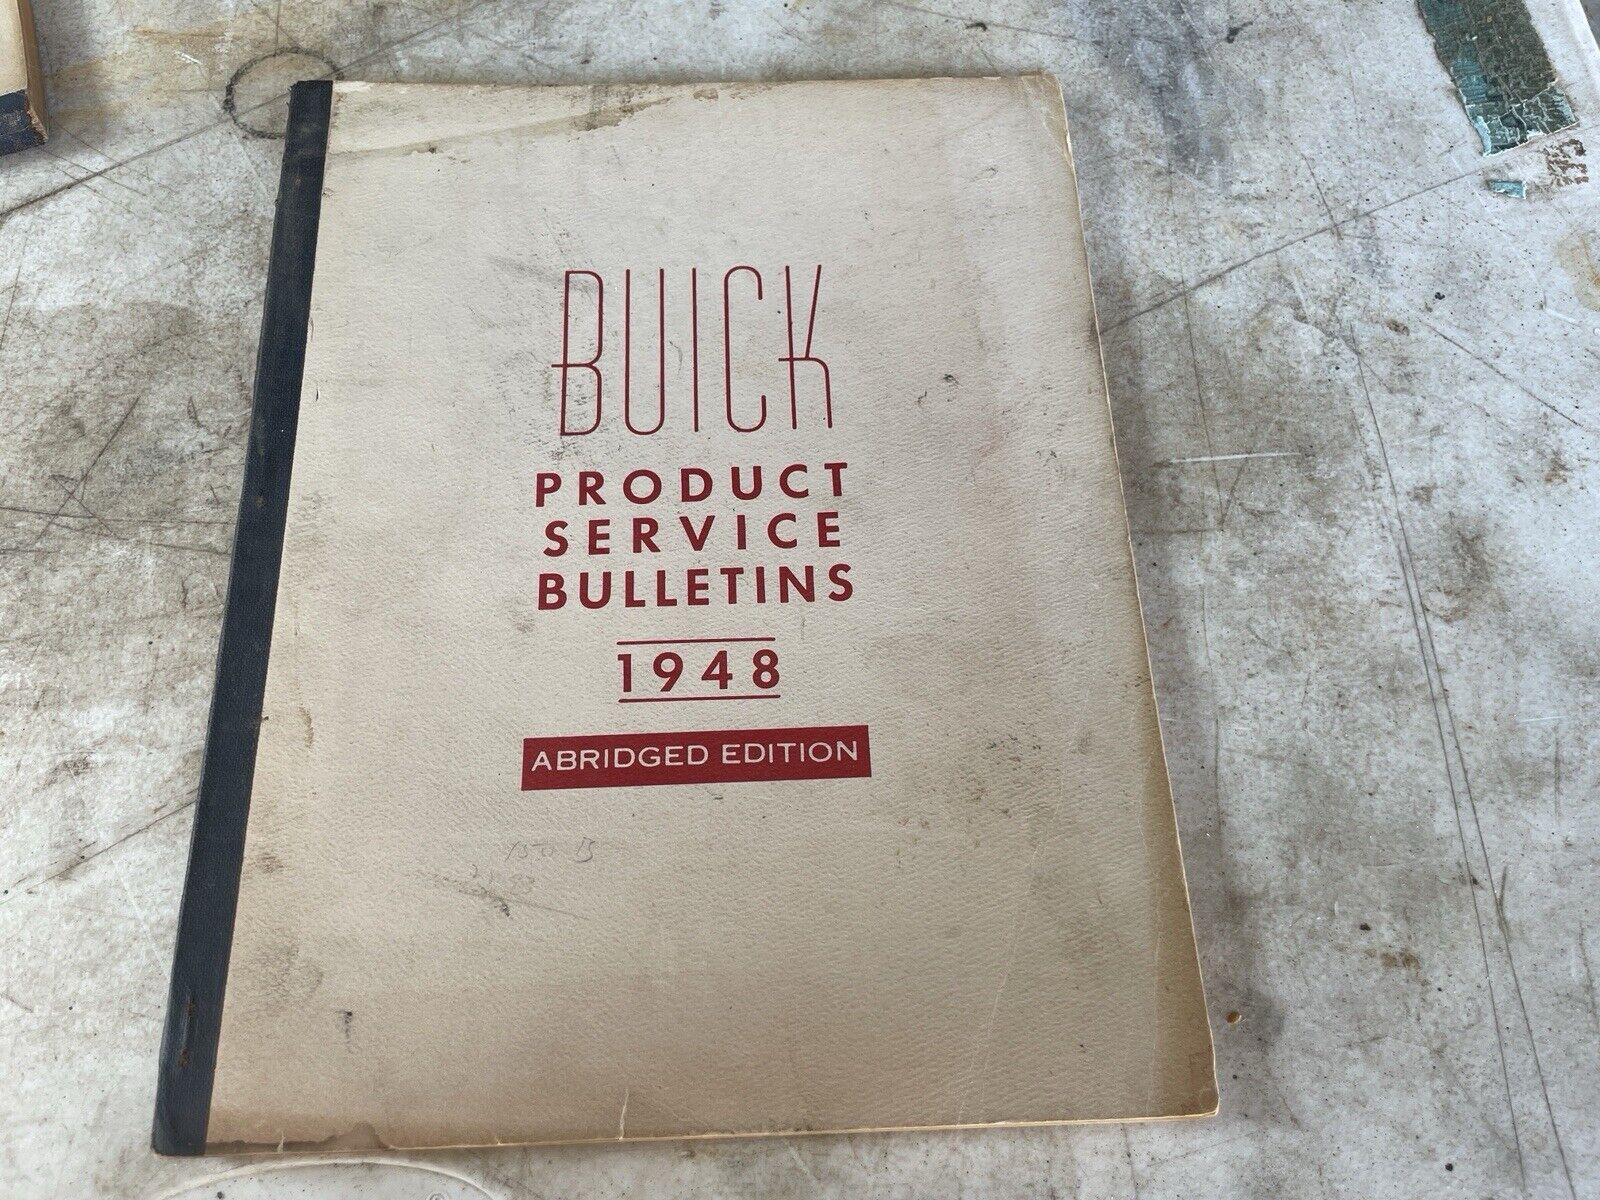 BUICK
PRODUCT
SERVICE
BULLETINS
1948
ABRIDGED EDITION